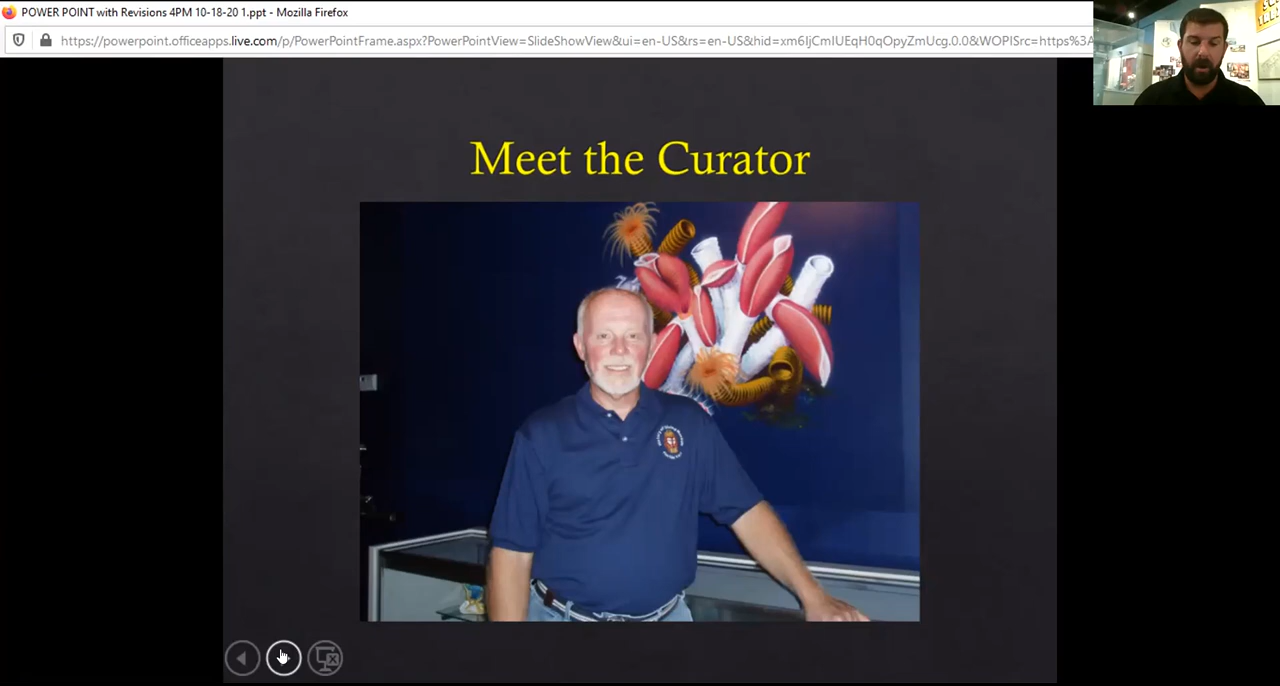 POWER POINT with Revisions 4PM 10-18-20 1.ppt - Mozilla Firefox
https://powerpoint.officeapps.live.com/p/PowerPointFrame.aspx?PowerPointView=SlideShowView&ui=en-US&rs=en-US&hid=xm6IjCmIUEqH0qOpyZmUcg.0.0&WOPISrc=https%3A
Meet the Curator